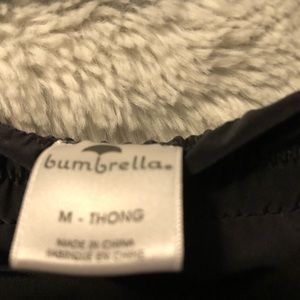 bumbrella®
M - THONG
MADE IN CHINA
FABRIQUÉ EN CHINE